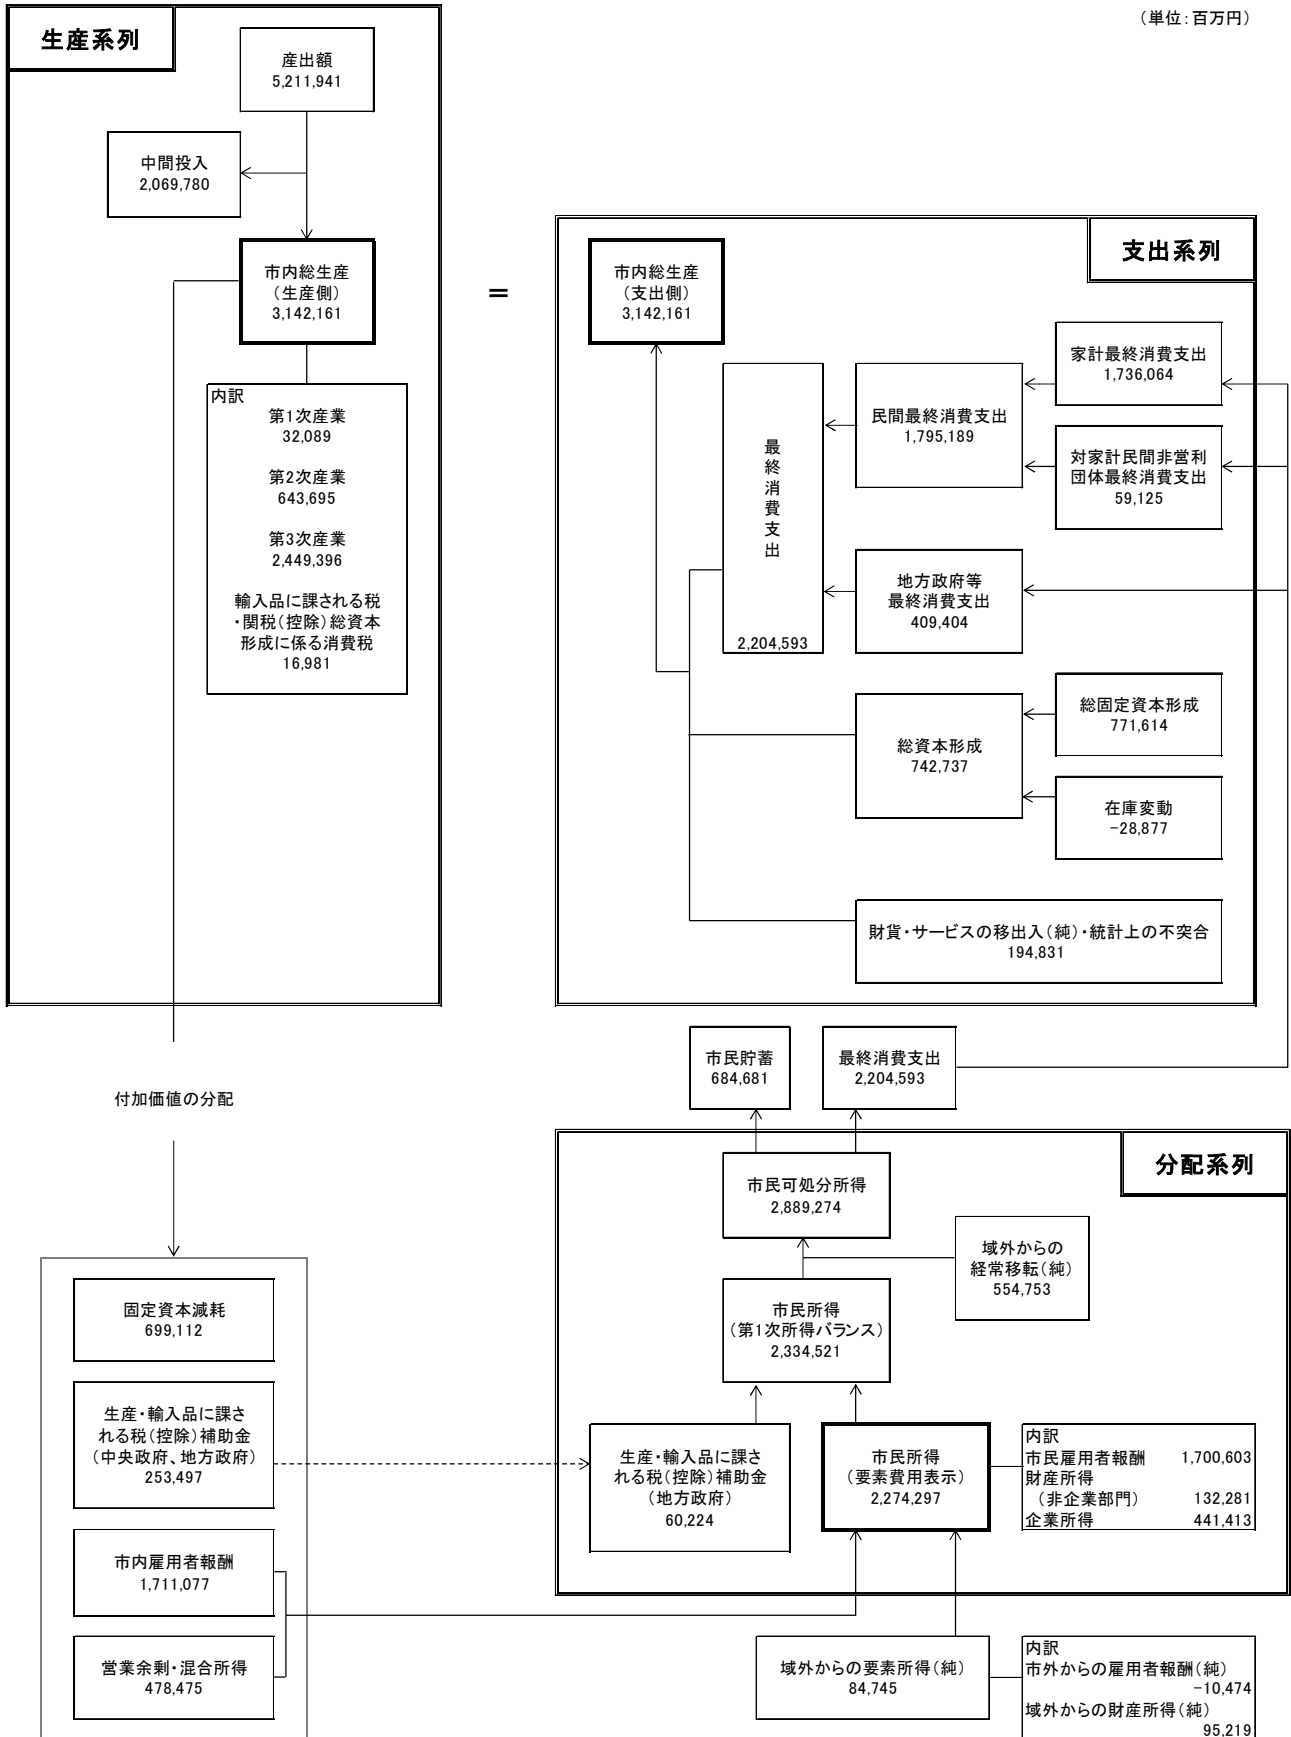 （単位：百万円）
生産系列
産出額
5,211,941
中間投入
2,069,780
市内総生産
（生産側）
3,142,161
内訳
第1次産業
32,089
第2次産業
643,695
第3次産業
2,449,396
輸入品に課される税
・関税（控除）総資本
形成に係る消費税
16,981
＝
支出系列
市内総生産
（支出側）
3,142,161
最終消費支出
2,204,593
民間最終消費支出
1,795,189
家計最終消費支出
1,736,064
対家計民間非営利
団体最終消費支出
59,125
地方政府等
最終消費支出
409,404
総資本形成
742,737
総固定資本形成
771,614
在庫変動
-28,877
財貨・サービスの移出入（純）・統計上の不突合
194,831
市民貯蓄
684,681
最終消費支出
2,204,593
付加価値の分配
分配系列
市民可処分所得
2,889,274
域外からの
経常移転（純）
554,753
市民所得
（第1次所得バランス）
2,334,521
固定資本減耗
699,112
生産・輸入品に課さ
れる税（控除）補助金
（中央政府、地方政府）
253,497
生産・輸入品に課さ
れる税（控除）補助金
（地方政府）
60,224
市民所得
（要素費用表示）
2,274,297
内訳
市民雇用者報酬 1,700,603
財産所得
（非企業部門） 132,281
企業所得 441,413
市内雇用者報酬
1,711,077
営業余剰・混合所得
478,475
域外からの要素所得（純）
84,745
内訳
市外からの雇用者報酬（純）
-10,474
域外からの財産所得（純）
95,219